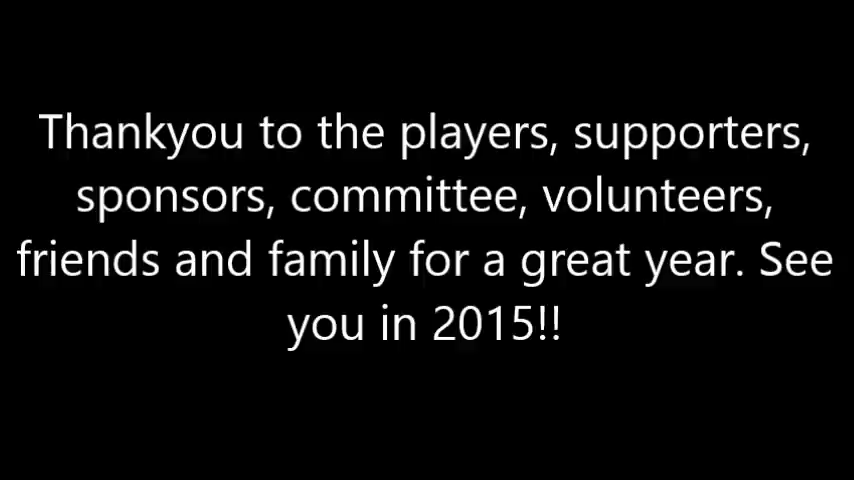 Thankyou to the players, supporters,
sponsors, committee, volunteers,
friends and family for a great year. See
you in 2015!!